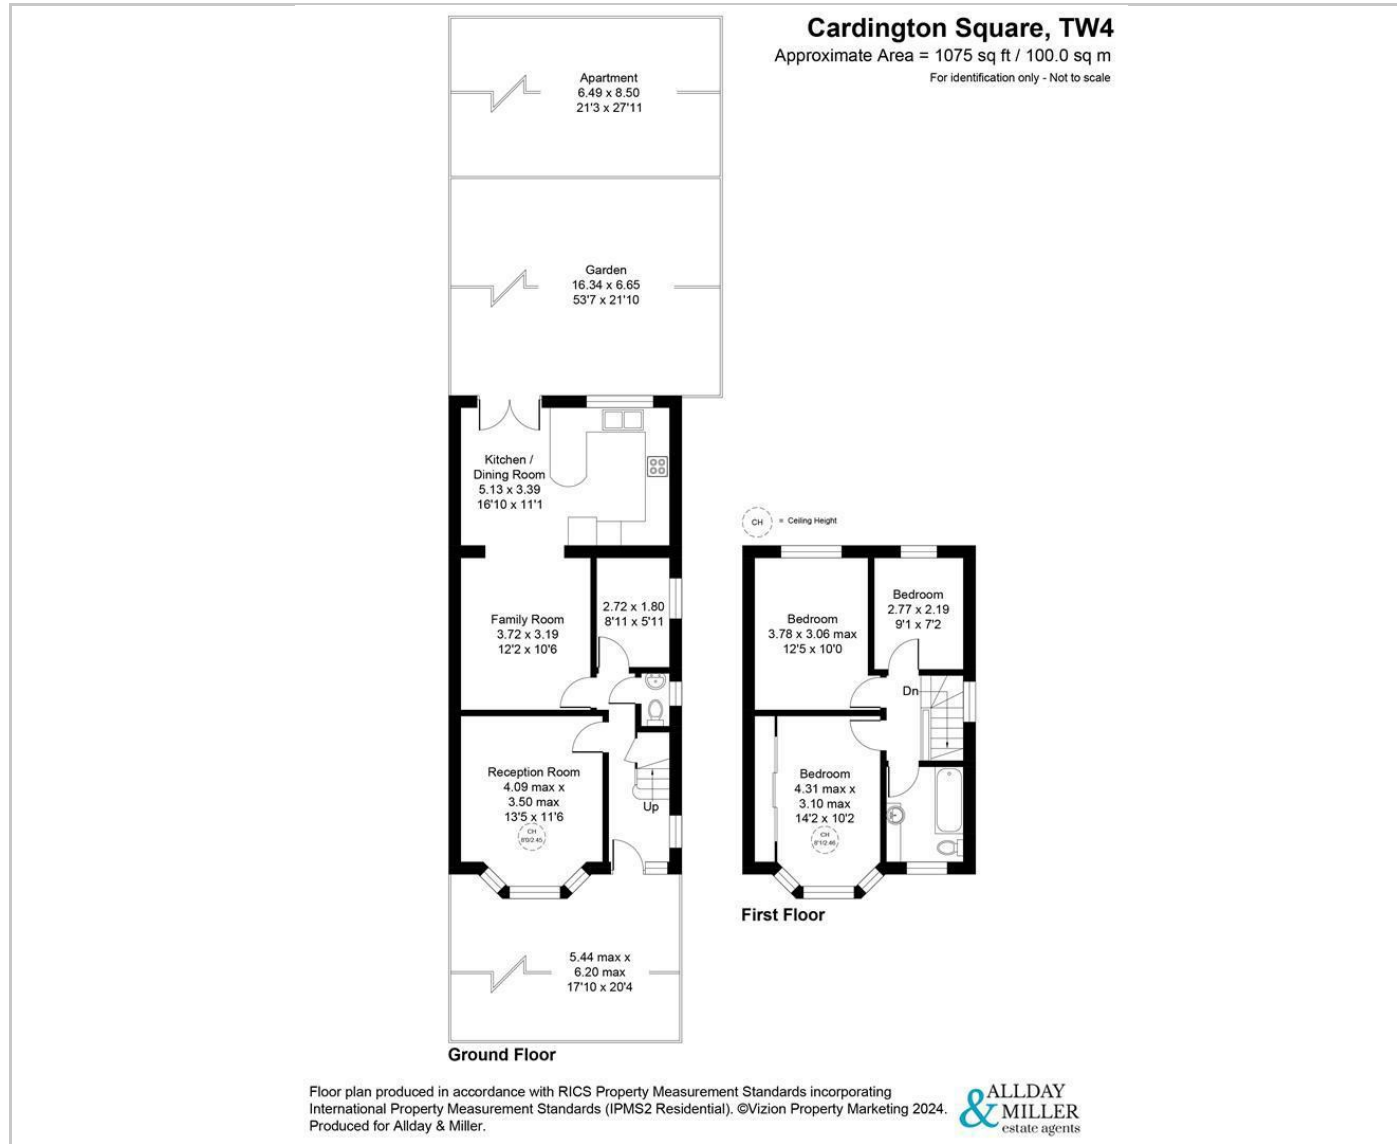 Cardington Square, TW4
Approximate Area = 1075 sq ft / 100.0 sq m
For identification only - Not to scale
Apartment
6.49 x 8.50
21'3 x 27'11
Garden
16.34 x 6.65
53'7 x 21'10
Kitchen /
Dining Room
5.13 x 3.39
16'10 x 11'1
Family Room
3.72 x 3.19
12'2 x 10'6
2.72 x 1.80
8'11 x 5'11
Reception Room
4.09 max x
3.50 max
13'5 x 11'6
CH
8'0/2.45
Up
5.44 max x
6.20 max
17'10 x 20'4
Ground Floor
CH = Ceiling Height
Bedroom
3.78 x 3.06 max
12'5 x 10'0
Bedroom
2.77 x 2.19
9'1 x 7'2
Dn
Bedroom
4.31 max x
3.10 max
14'2 x 10'2
CH
8'1/2.46
First Floor
Floor plan produced in accordance with RICS Property Measurement Standards incorporating
International Property Measurement Standards (IPMS2 Residential). ©Vizion Property Marketing 2024.
Produced for Allday & Miller.
ALLDAY
& MILLER
estate agents